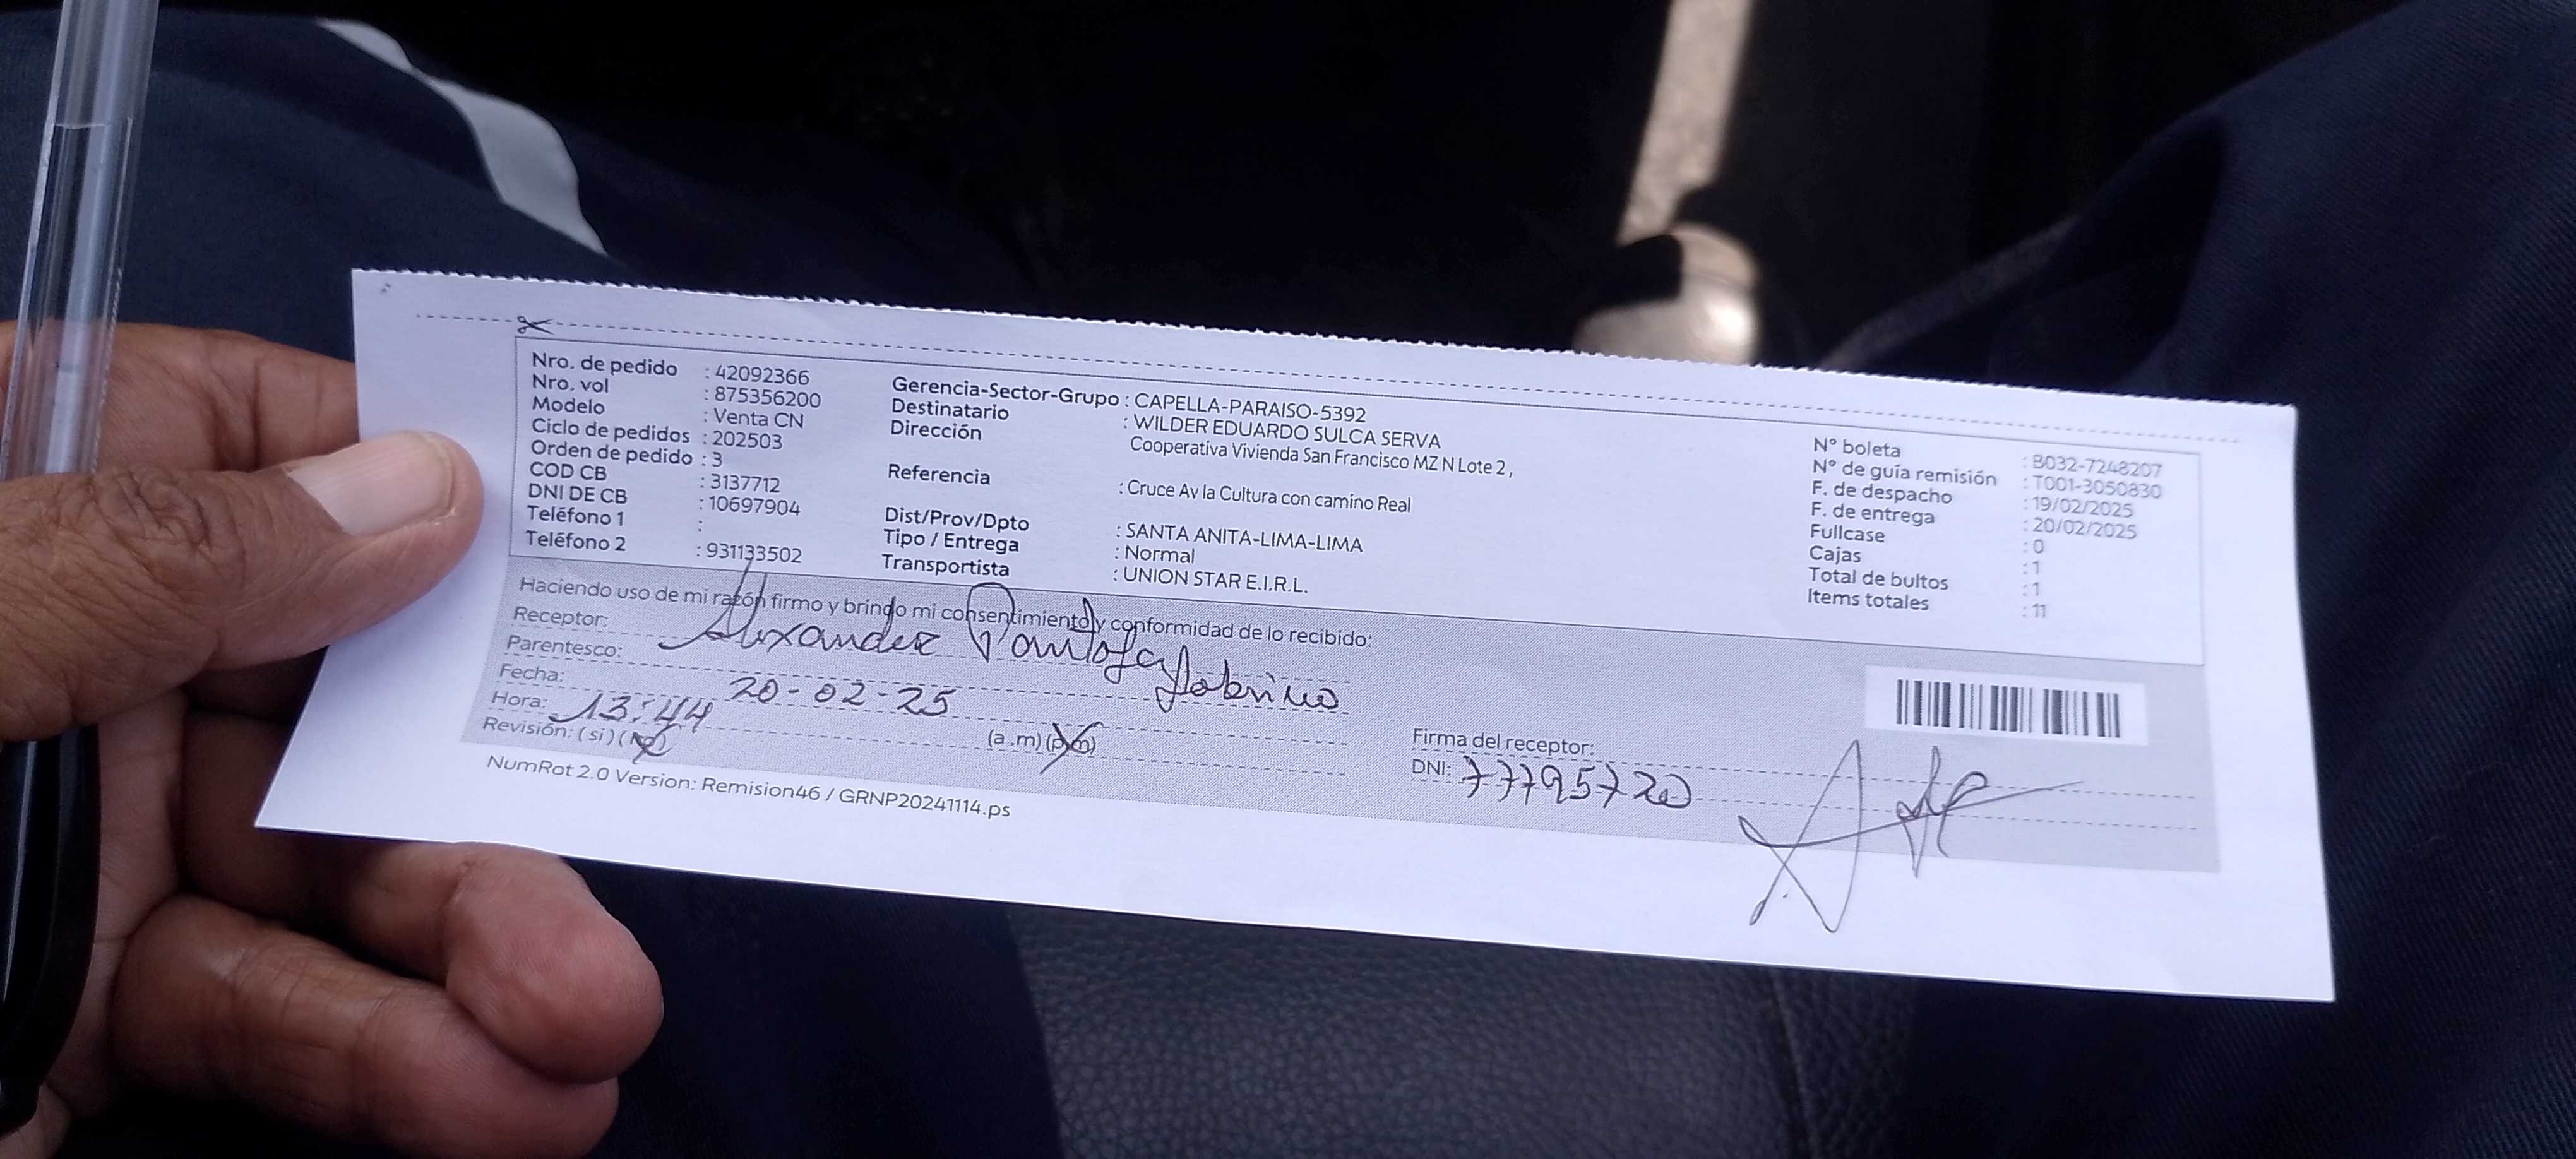 Nro. de pedido : 42092366
Nro. vol : 875356200
Modelo : Venta CN
Ciclo de pedidos : 202503
Orden de pedido : 3
COD CB : 3137712
DNI DE CB : 10697904
Teléfono 1 :
Teléfono 2 : 931133502
Gerencia-Sector-Grupo : CAPELLA-PARAISO-5392
Destinatario : WILDER EDUARDO SULCA SERVA
Dirección Cooperativa Vivienda San Francisco MZ N Lote 2 ,
Referencia : Cruce Av la Cultura con camino Real
Dist/Prov/Dpto : SANTA ANITA-LIMA-LIMA
Tipo / Entrega : Normal
Transportista : UNION STAR E.I.R.L.
N° boleta : B032-7248207
N° de guía remisión : T001-3050830
F. de despacho : 19/02/2025
F. de entrega : 20/02/2025
Fullcase : 0
Cajas : 1
Total de bultos : 1
Items totales : 11
Haciendo uso de mi razón firmo y brindo mi consentimiento y conformidad de lo recibido:
Receptor: Alexander Pantoja
Parentesco: Sobrino
Fecha: 20-02-25
Hora: 13:44 (a .m) (p.m)
Revisión: ( si ) ( No )
Firma del receptor:
DNI: 77795720
NumRot 2.0 Version: Remision46 / GRNP20241114.ps